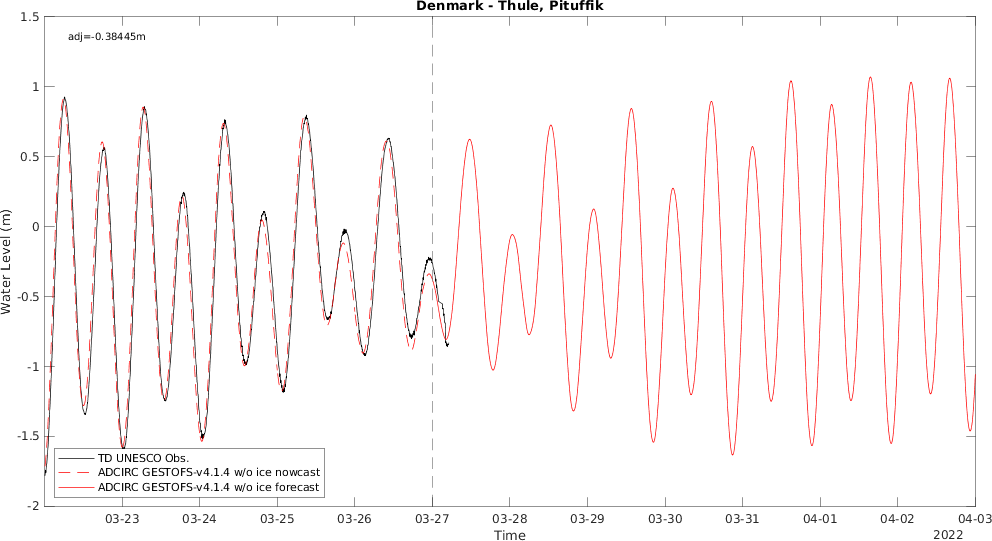 Denmark - Thule, Pituffik
adj=-0.38445m
Water Level (m)
1.5
1
0.5
0
-0.5
-1
-1.5
-2
TD UNESCO Obs.
ADCIRC GESTOFS-v4.1.4 w/o ice nowcast
ADCIRC GESTOFS-v4.1.4 w/o ice forecast
03-23 03-24 03-25 03-26 03-27 03-28 03-29 03-30 03-31 04-01 04-02 04-03
Time
2022